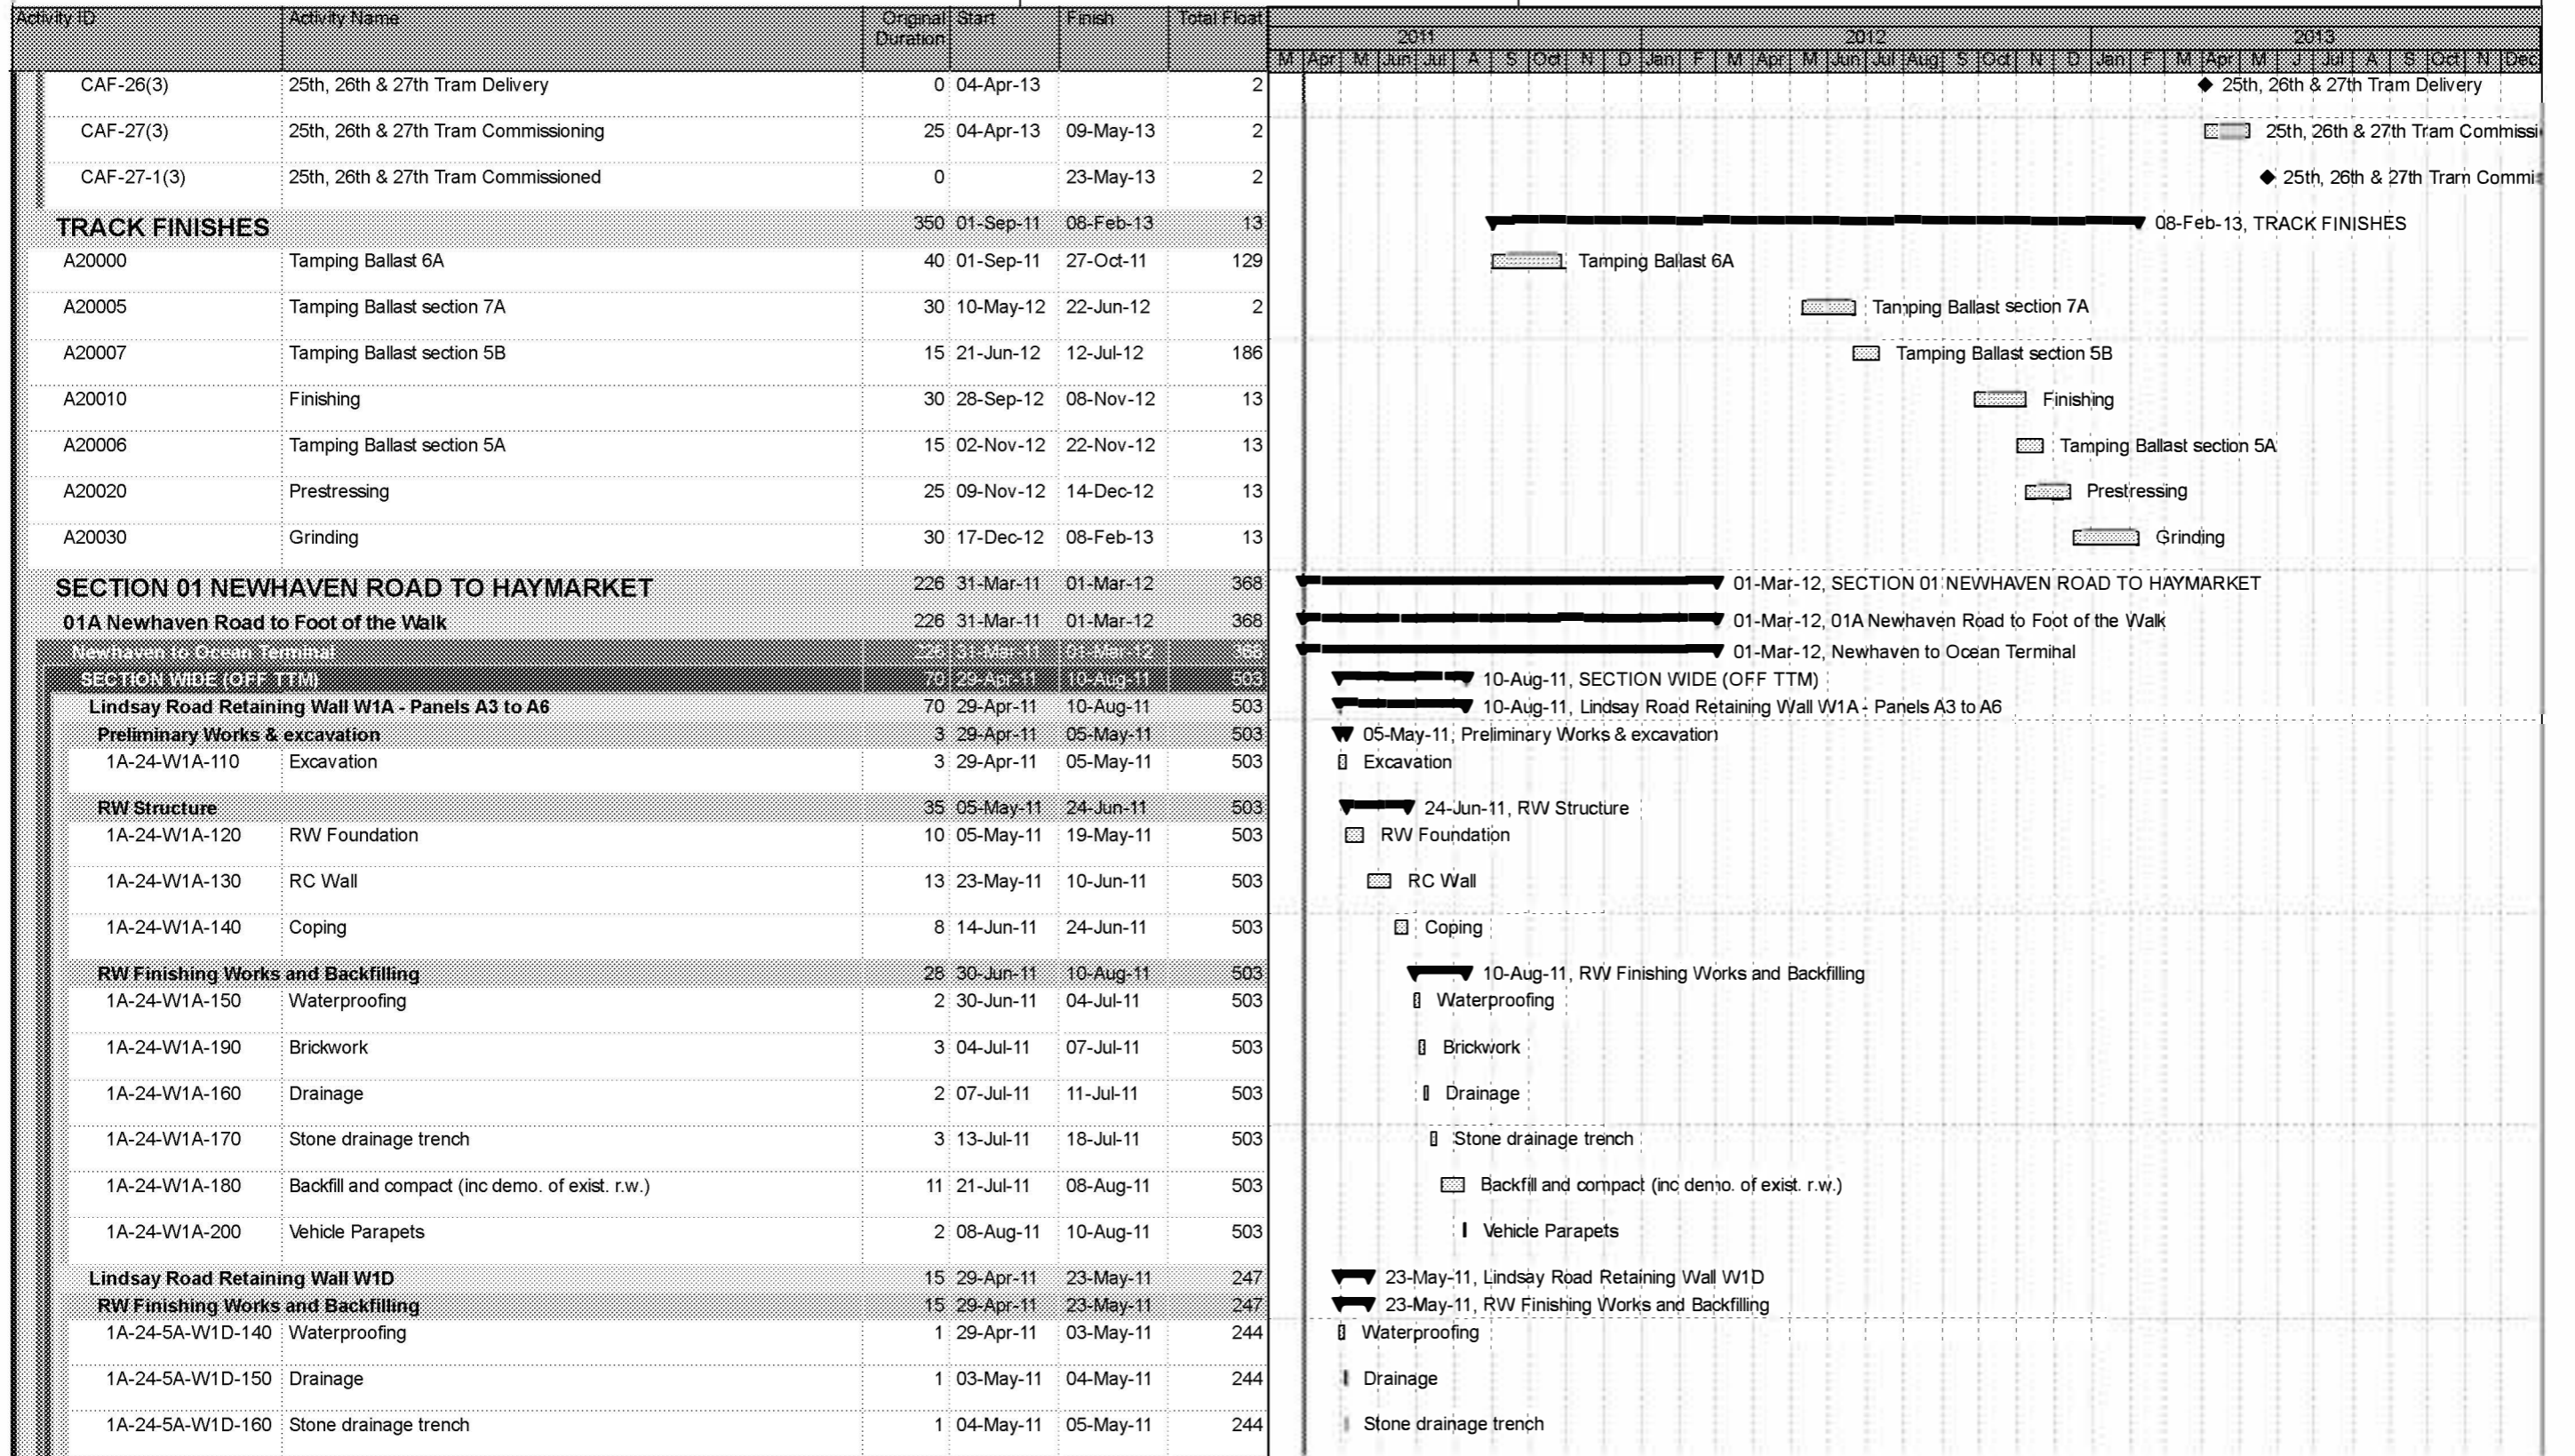 Activity ID Activity Name Original Duration Start Finish Total Float
2011 2012 2013
M Apr M Jun Jul A S Oct N D Jan F M Apr M Jun Jul Aug S Oct N D Jan F M Apr M J Jul A S Oct N Dec
CAF-26(3) 25th, 26th & 27th Tram Delivery 0 04-Apr-13 2 25th, 26th & 27th Tram Delivery
CAF-27(3) 25th, 26th & 27th Tram Commissioning 25 04-Apr-13 09-May-13 2 25th, 26th & 27th Tram Commissi
CAF-27-1(3) 25th, 26th & 27th Tram Commissioned 0 23-May-13 2 25th, 26th & 27th Tram Commi
TRACK FINISHES 350 01-Sep-11 08-Feb-13 13 08-Feb-13, TRACK FINISHES
A20000 Tamping Ballast 6A 40 01-Sep-11 27-Oct-11 129 Tamping Ballast 6A
A20005 Tamping Ballast section 7A 30 10-May-12 22-Jun-12 2 Tamping Ballast section 7A
A20007 Tamping Ballast section 5B 15 21-Jun-12 12-Jul-12 186 Tamping Ballast section 5B
A20010 Finishing 30 28-Sep-12 08-Nov-12 13 Finishing
A20006 Tamping Ballast section 5A 15 02-Nov-12 22-Nov-12 13 Tamping Ballast section 5A
A20020 Prestressing 25 09-Nov-12 14-Dec-12 13 Prestressing
A20030 Grinding 30 17-Dec-12 08-Feb-13 13 Grinding
SECTION 01 NEWHAVEN ROAD TO HAYMARKET 226 31-Mar-11 01-Mar-12 368 01-Mar-12, SECTION 01 NEWHAVEN ROAD TO HAYMARKET
01A Newhaven Road to Foot of the Walk 226 31-Mar-11 01-Mar-12 368 01-Mar-12, 01A Newhaven Road to Foot of the Walk
Newhaven to Ocean Terminal 226 31-Mar-11 01-Mar-12 368 01-Mar-12, Newhaven to Ocean Terminal
SECTION WIDE (OFF TTM) 70 29-Apr-11 10-Aug-11 503 10-Aug-11, SECTION WIDE (OFF TTM)
Lindsay Road Retaining Wall W1A - Panels A3 to A6 70 29-Apr-11 10-Aug-11 503 10-Aug-11, Lindsay Road Retaining Wall W1A - Panels A3 to A6
Preliminary Works & excavation 3 29-Apr-11 05-May-11 503 05-May-11, Preliminary Works & excavation
1A-24-W1A-110 Excavation 3 29-Apr-11 05-May-11 503 Excavation
RW Structure 35 05-May-11 24-Jun-11 503 24-Jun-11, RW Structure
1A-24-W1A-120 RW Foundation 10 05-May-11 19-May-11 503 RW Foundation
1A-24-W1A-130 RC Wall 13 23-May-11 10-Jun-11 503 RC Wall
1A-24-W1A-140 Coping 8 14-Jun-11 24-Jun-11 503 Coping
RW Finishing Works and Backfilling 28 30-Jun-11 10-Aug-11 503 10-Aug-11, RW Finishing Works and Backfilling
1A-24-W1A-150 Waterproofing 2 30-Jun-11 04-Jul-11 503 Waterproofing
1A-24-W1A-190 Brickwork 3 04-Jul-11 07-Jul-11 503 Brickwork
1A-24-W1A-160 Drainage 2 07-Jul-11 11-Jul-11 503 Drainage
1A-24-W1A-170 Stone drainage trench 3 13-Jul-11 18-Jul-11 503 Stone drainage trench
1A-24-W1A-180 Backfill and compact (inc demo. of exist. r.w.) 11 21-Jul-11 08-Aug-11 503 Backfill and compact (inc demo. of exist. r.w.)
1A-24-W1A-200 Vehicle Parapets 2 08-Aug-11 10-Aug-11 503 Vehicle Parapets
Lindsay Road Retaining Wall W1D 15 29-Apr-11 23-May-11 247 23-May-11, Lindsay Road Retaining Wall W1D
RW Finishing Works and Backfilling 15 29-Apr-11 23-May-11 247 23-May-11, RW Finishing Works and Backfilling
1A-24-5A-W1D-140 Waterproofing 1 29-Apr-11 03-May-11 244 Waterproofing
1A-24-5A-W1D-150 Drainage 1 03-May-11 04-May-11 244 Drainage
1A-24-5A-W1D-160 Stone drainage trench 1 04-May-11 05-May-11 244 Stone drainage trench